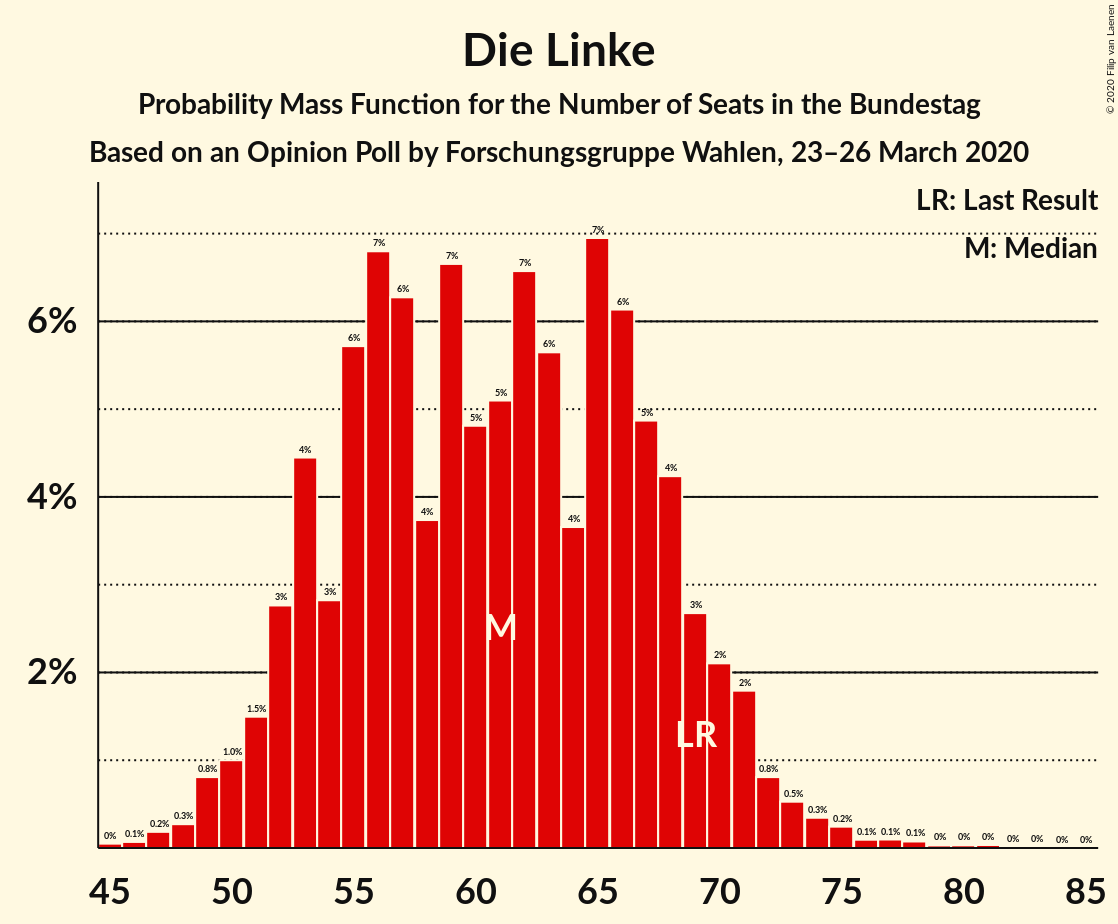 Die Linke
Probability Mass Function for the Number of Seats in the Bundestag
Based on an Opinion Poll by Forschungsgruppe Wahlen, 23–26 March 2020
© 2020 Filip van Laenen
LR: Last Result
M: Median
6%
4%
2%
0% 0.1% 0.2% 0.3% 0.8% 1.0% 1.5% 3% 4% 3% 6% 7% 6% 4% 7% 5% 5% 7% 6% 4% 7% 6% 5% 4% 3% 2% 2% 0.8% 0.5% 0.3% 0.2% 0.1% 0.1% 0.1% 0% 0% 0% 0% 0% 0% 0%
M
LR
45 50 55 60 65 70 75 80 85